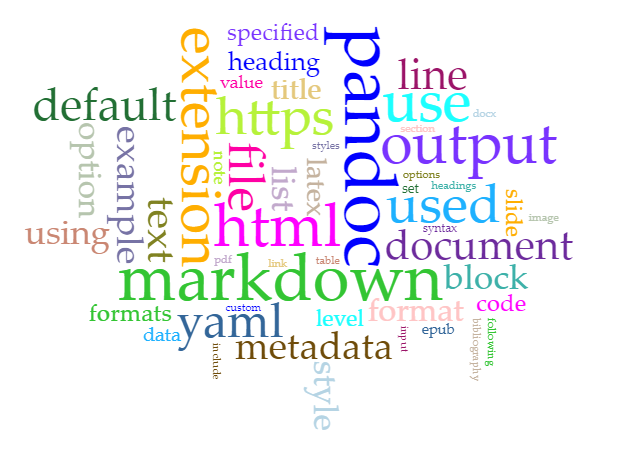 specified
heading
value
title
line
extension
pandoc
default
https
use
docx
section
output
option
example
note
file
styles
list
latex
options
set
headings
used
slide
image
syntax
text
using
html
document
pdf
link
table
markdown
block
formats
custom
yaml
level
format
code
data
input
epub
bibliography
following
include
metadata
style